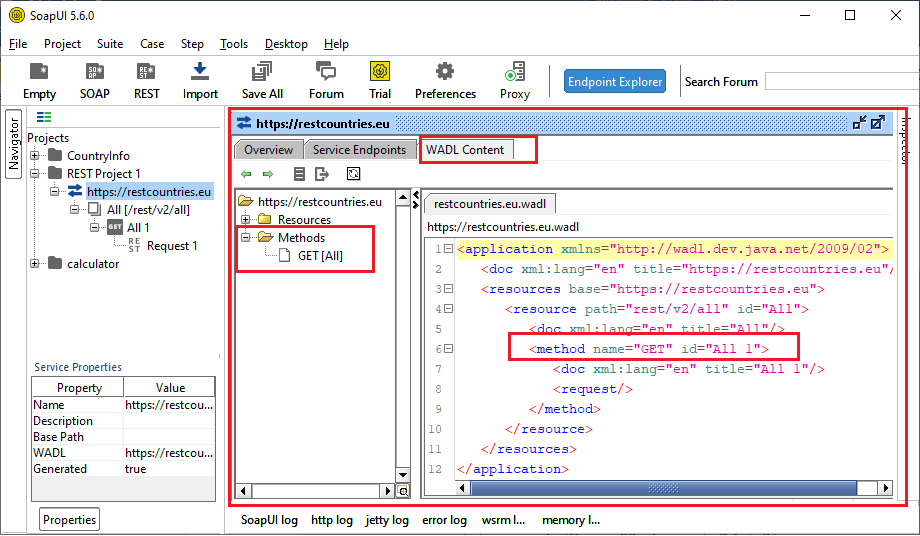 SoapUI 5.6.0
File Project Suite Case Step Tools Desktop Help
Empty SOAP REST Import Save All Forum Trial Preferences Proxy Endpoint Explorer Search Forum
Navigator
Projects
CountryInfo
REST Project 1
https://restcountries.eu
All [/rest/v2/all]
GET All 1
REST Request 1
calculator
Service Properties
Property Value
Name https://restcou...
Description
Base Path
WADL https://restcou...
Generated true
Properties
https://restcountries.eu
Overview Service Endpoints WADL Content
https://restcountries.eu
Resources
Methods
GET [All]
restcountries.eu.wadl
https://restcountries.eu/restcountries.eu.wadl
1 <application xmlns="http://wadl.dev.java.net/2009/02">
2 <doc xml:lang="en" title="https://restcountries.eu"/
3 <resources base="https://restcountries.eu">
4 <resource path="rest/v2/all" id="All">
5 <doc xml:lang="en" title="All"/>
6 <method name="GET" id="All 1">
7 <doc xml:lang="en" title="All 1"/>
8 <request/>
9 </method>
10 </resource>
11 </resources>
12 </application>
Inspector
SoapUI log http log jetty log error log wsrm l... memory l...